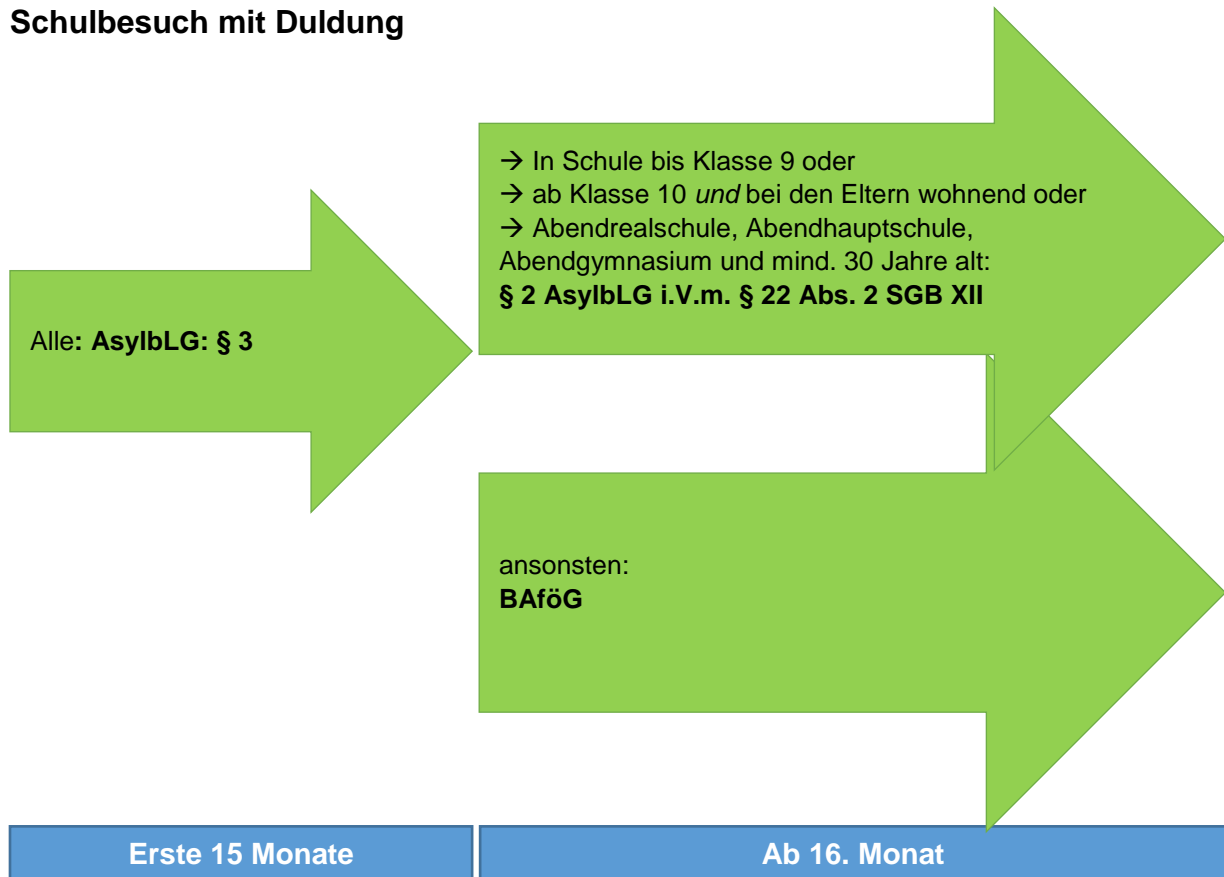 Schulbesuch mit Duldung
→ In Schule bis Klasse 9 oder
→ ab Klasse 10 und bei den Eltern wohnend oder
→ Abendrealschule, Abendhauptschule,
Abendgymnasium und mind. 30 Jahre alt:
§ 2 AsylbLG i.V.m. § 22 Abs. 2 SGB XII
Alle: AsylbLG: § 3
ansonsten:
BAföG
Erste 15 Monate
Ab 16. Monat